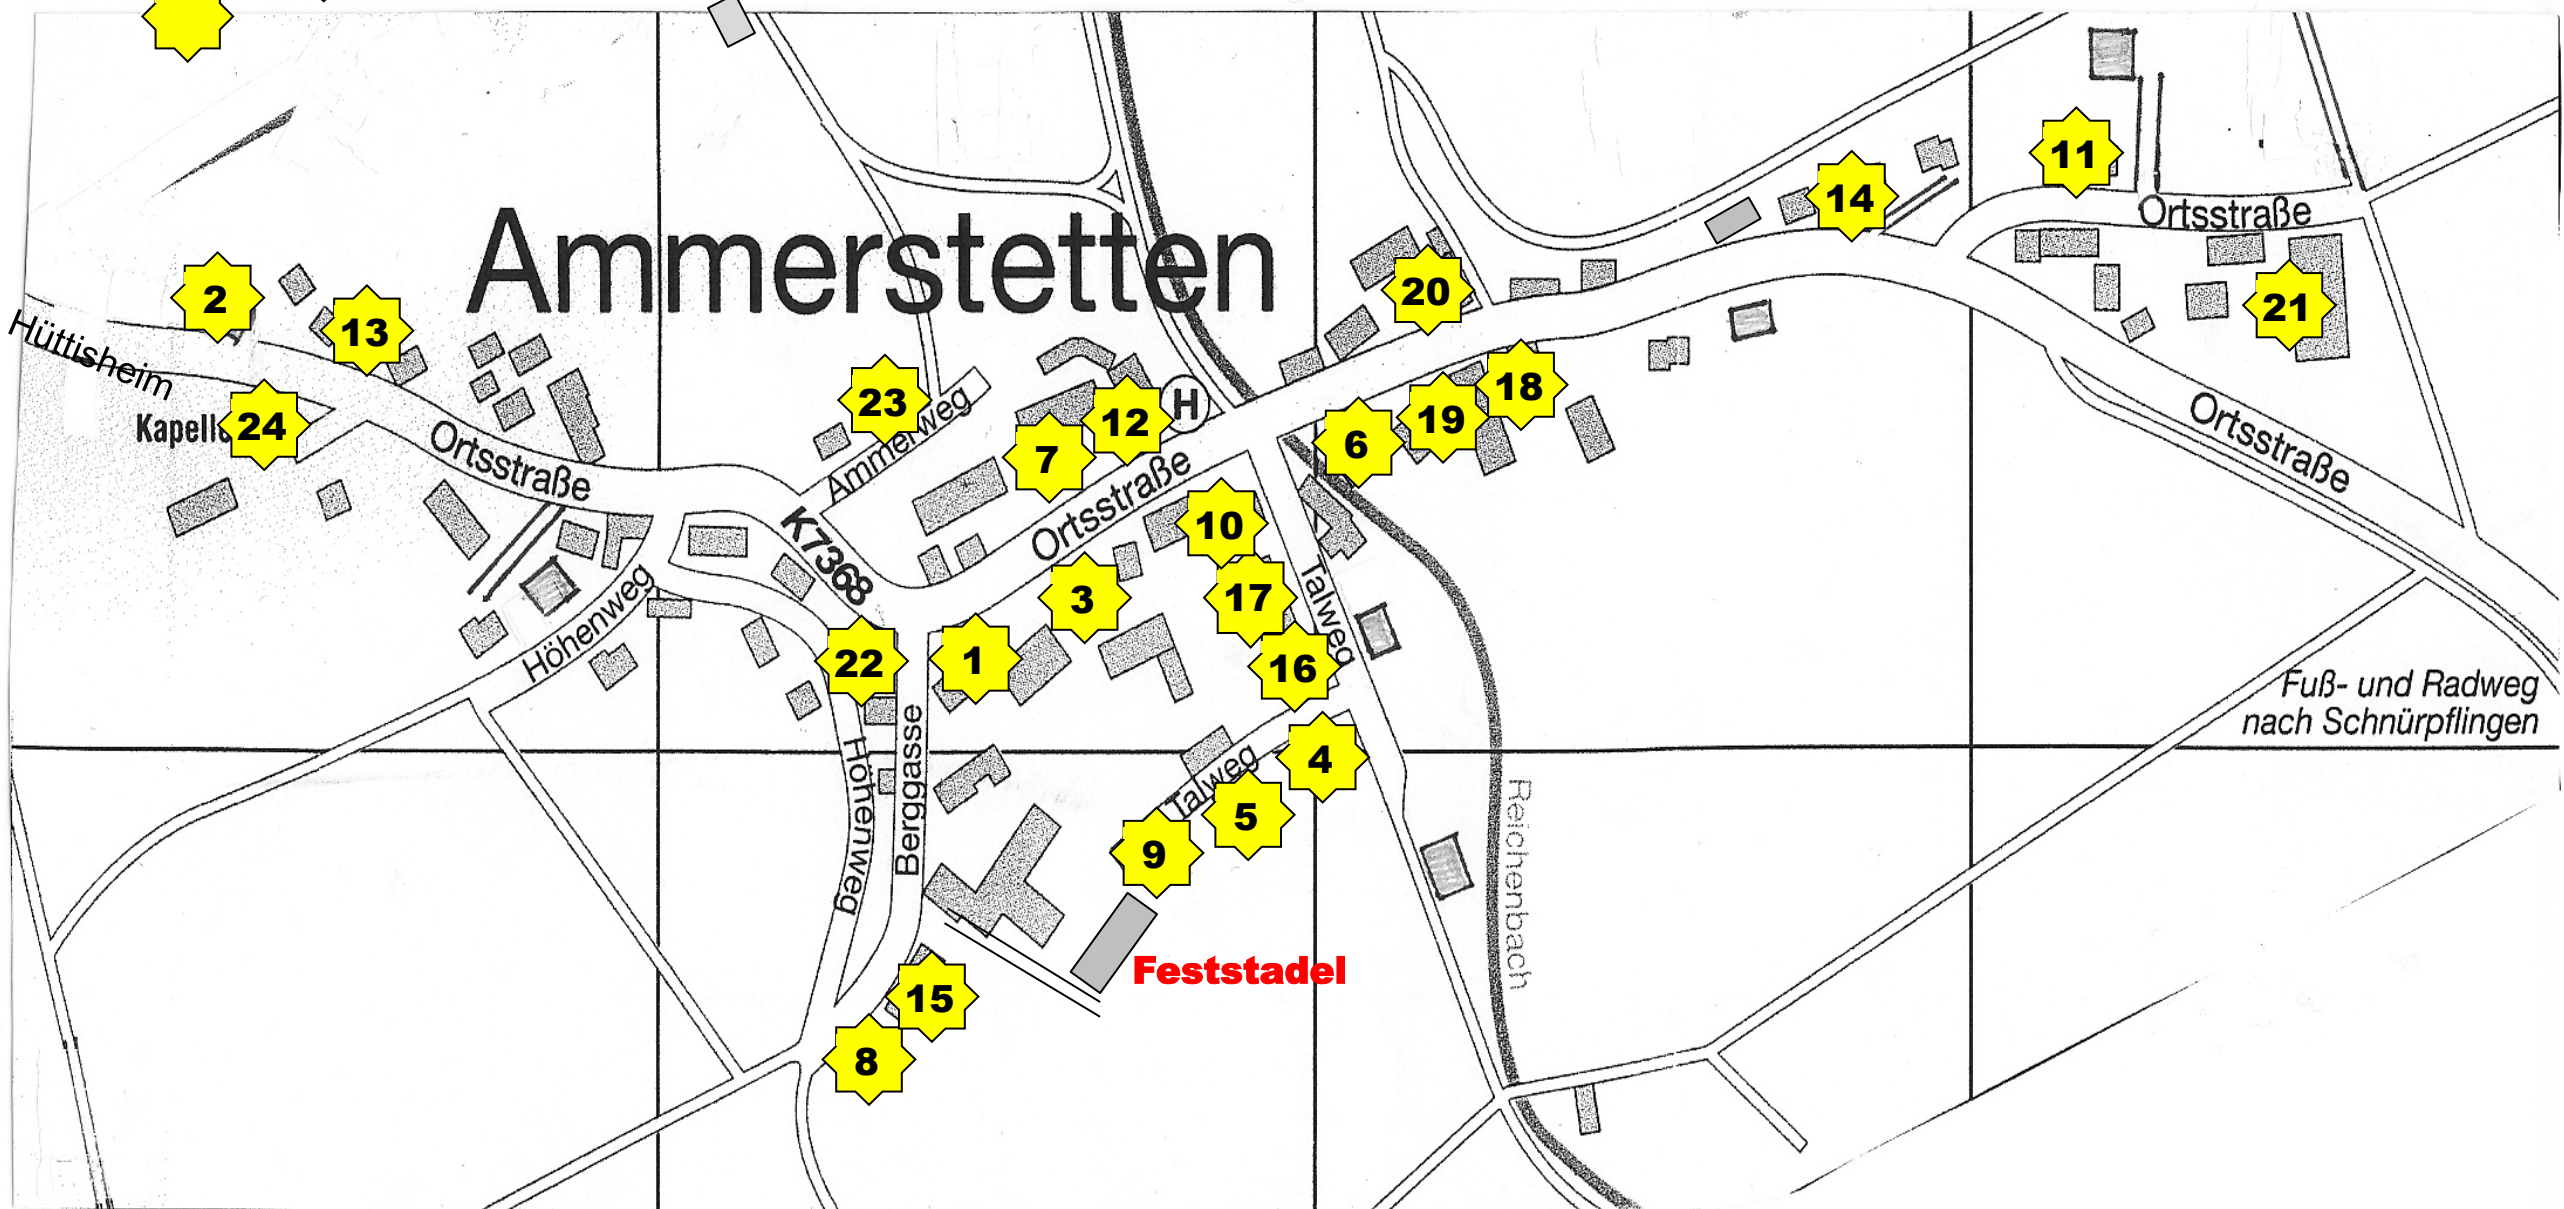 11
14
Ortsstraße
Ammerstetten
2
20
21
13
Hüttisheim
23
18
H
Ammerweg
12
19
Kapelle
24
7
6
Ortsstraße
Ortsstraße
Ortsstraße
K7368
10
3
17
Talweg
Höhenweg
22
1
16
Fuß- und Radweg
nach Schnürpflingen
4
Talweg
5
Höhenweg
Berggasse
9
Reichenbach
Feststadel
15
8